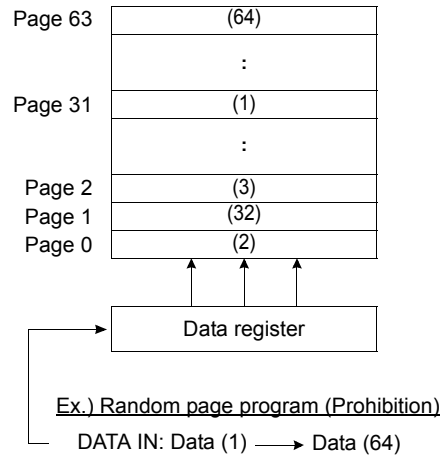 Page 63 (64)
:
Page 31 (1)
:
Page 2 (3)
Page 1 (32)
Page 0 (2)
Data register
Ex.) Random page program (Prohibition)
DATA IN: Data (1) Data (64)